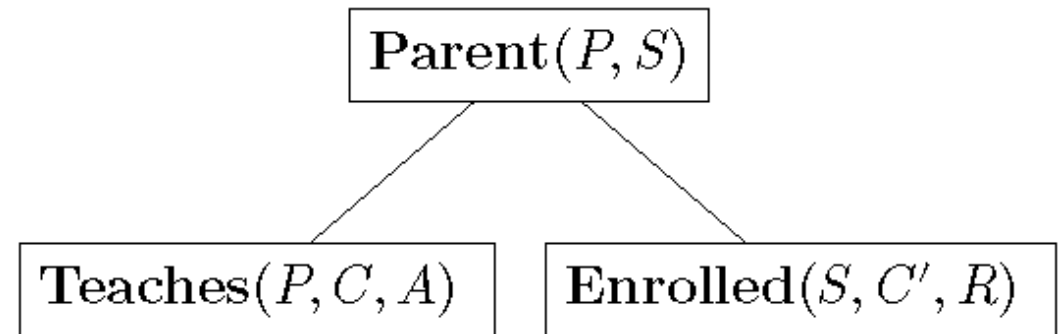 Parent(P, S)
Teaches(P, C, A)
Enrolled(S, C′, R)